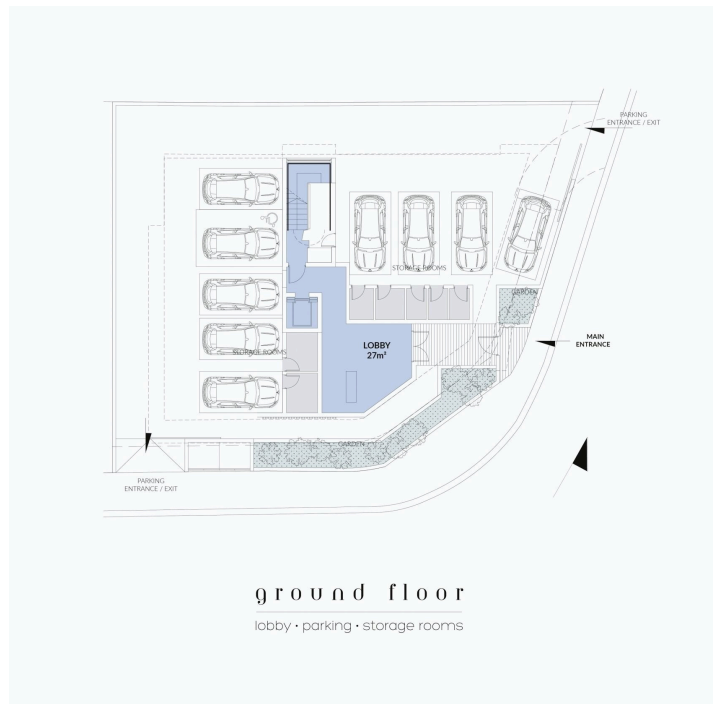 PARKING
ENTRANCE / EXIT
STORAGE ROOMS
GARDEN
MAIN
ENTRANCE
LOBBY
27m²
STORAGE ROOMS
GARDEN
PARKING
ENTRANCE / EXIT
ground floor
lobby • parking • storage rooms